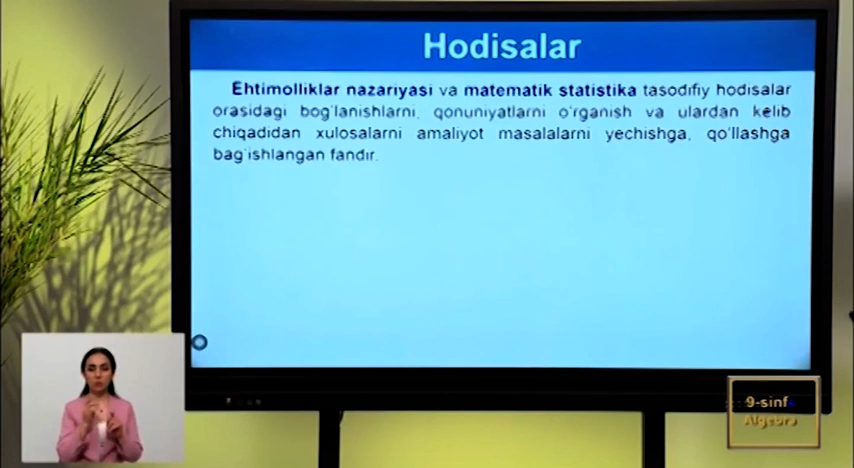 Hodisalar
Ehtimolliklar nazariyasi va matematik statistika tasodifiy hodisalar
orasidagi bog'lanishlarni, qonuniyatlarni o'rganish va ulardan kelib
chiqadidan xulosalarni amaliyot masalalarni yechishga, qo'llashga
bag'ishlangan fandir.
9-sinf
Algebra